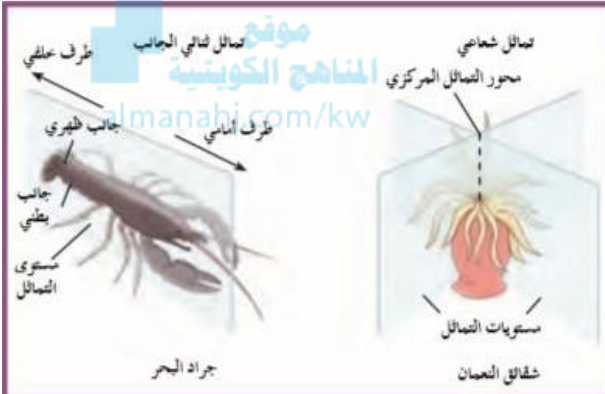 موقع
المناهج الكويتية
almanahj.com/kw
تماثل شعاعي
محور التماثل المركزي
مستويات التماثل
شقائق النعمان
تماثل ثنائي الجانب
طرف خلفي
طرف أمامي
جانب ظهري
جانب
بطني
مستوى
التماثل
جراد البحر